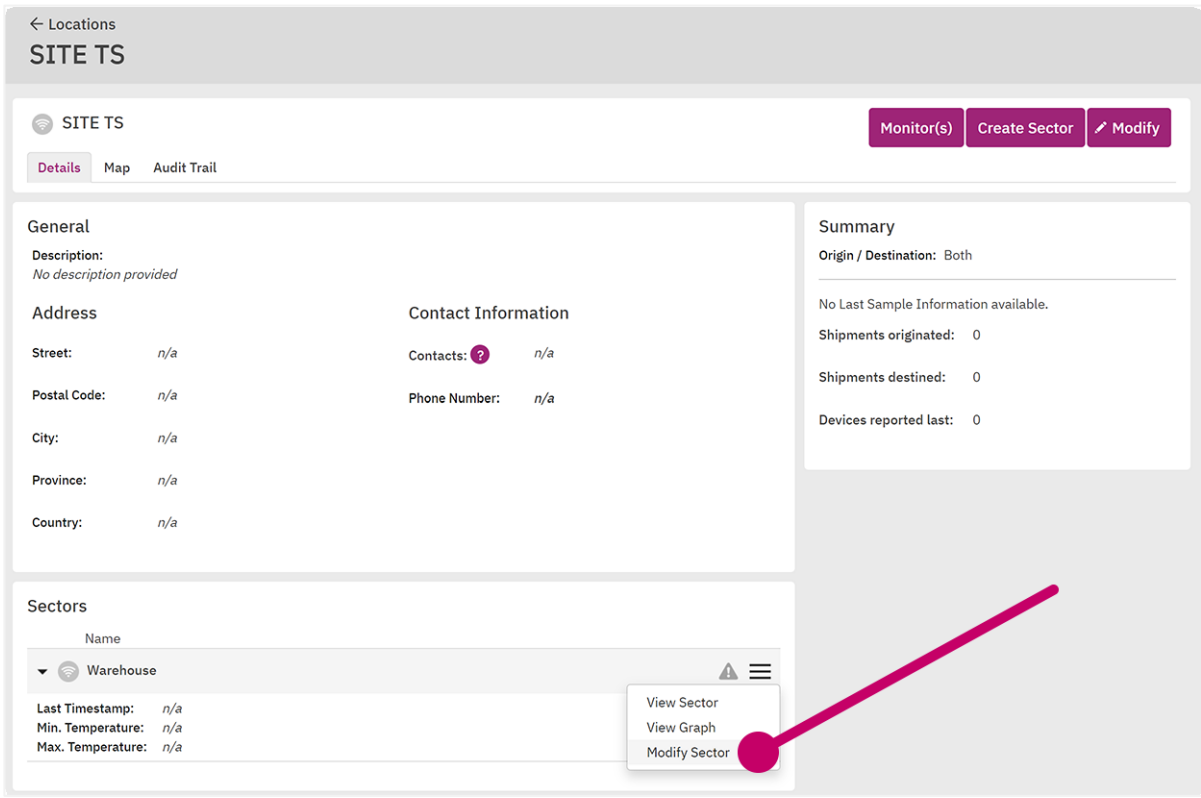 ← Locations
SITE TS
SITE TS
Monitor(s) Create Sector Modify
Details Map Audit Trail
General
Description:
No description provided
Address
Street: n/a
Postal Code: n/a
City: n/a
Province: n/a
Country: n/a
Contact Information
Contacts: ? n/a
Phone Number: n/a
Summary
Origin / Destination: Both
No Last Sample Information available.
Shipments originated: 0
Shipments destined: 0
Devices reported last: 0
Sectors
Name
Warehouse
Last Timestamp: n/a
Min. Temperature: n/a
Max. Temperature: n/a
View Sector
View Graph
Modify Sector